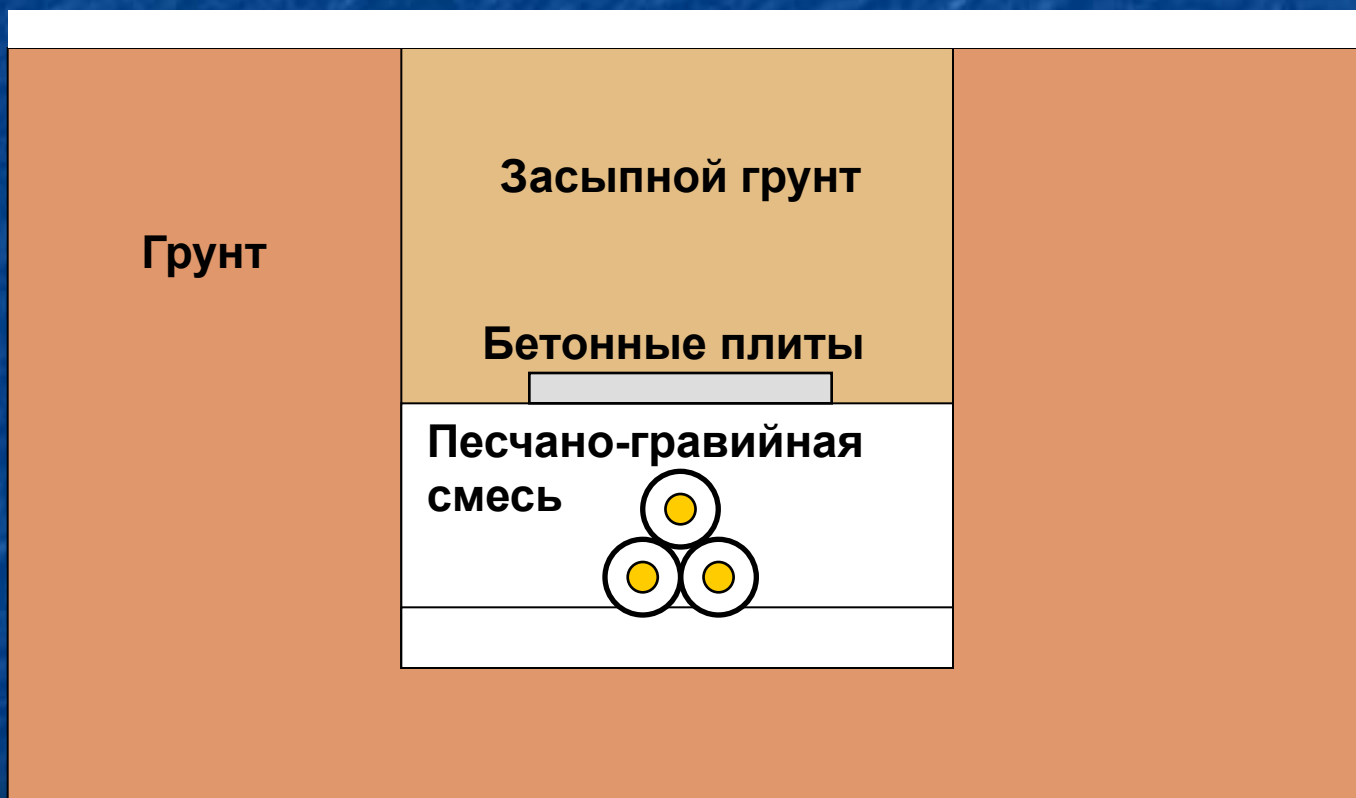 Засыпной грунт
Грунт
Бетонные плиты
Песчано-гравийная
смесь